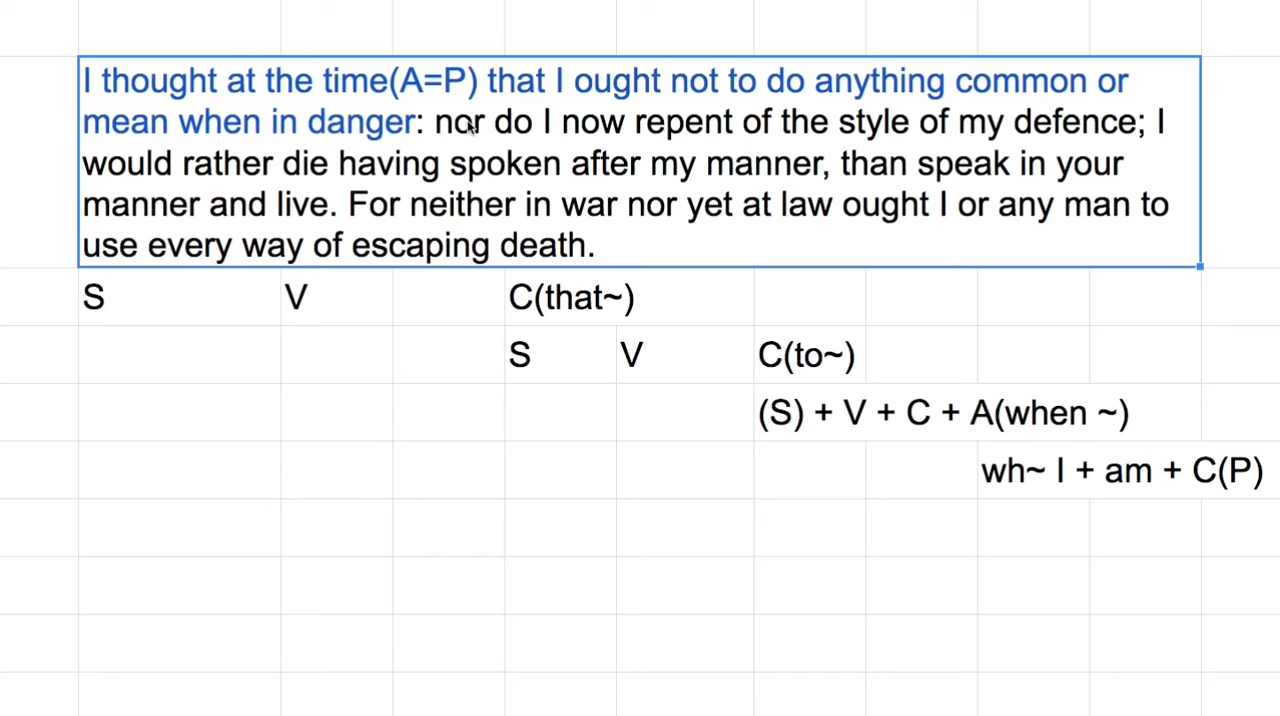 I thought at the time(A=P) that I ought not to do anything common or
mean when in danger: nor do I now repent of the style of my defence; I
would rather die having spoken after my manner, than speak in your
manner and live. For neither in war nor yet at law ought I or any man to
use every way of escaping death.
S V C(that~)
S V C(to~)
(S) + V + C + A(when ~)
wh~ I + am + C(P)